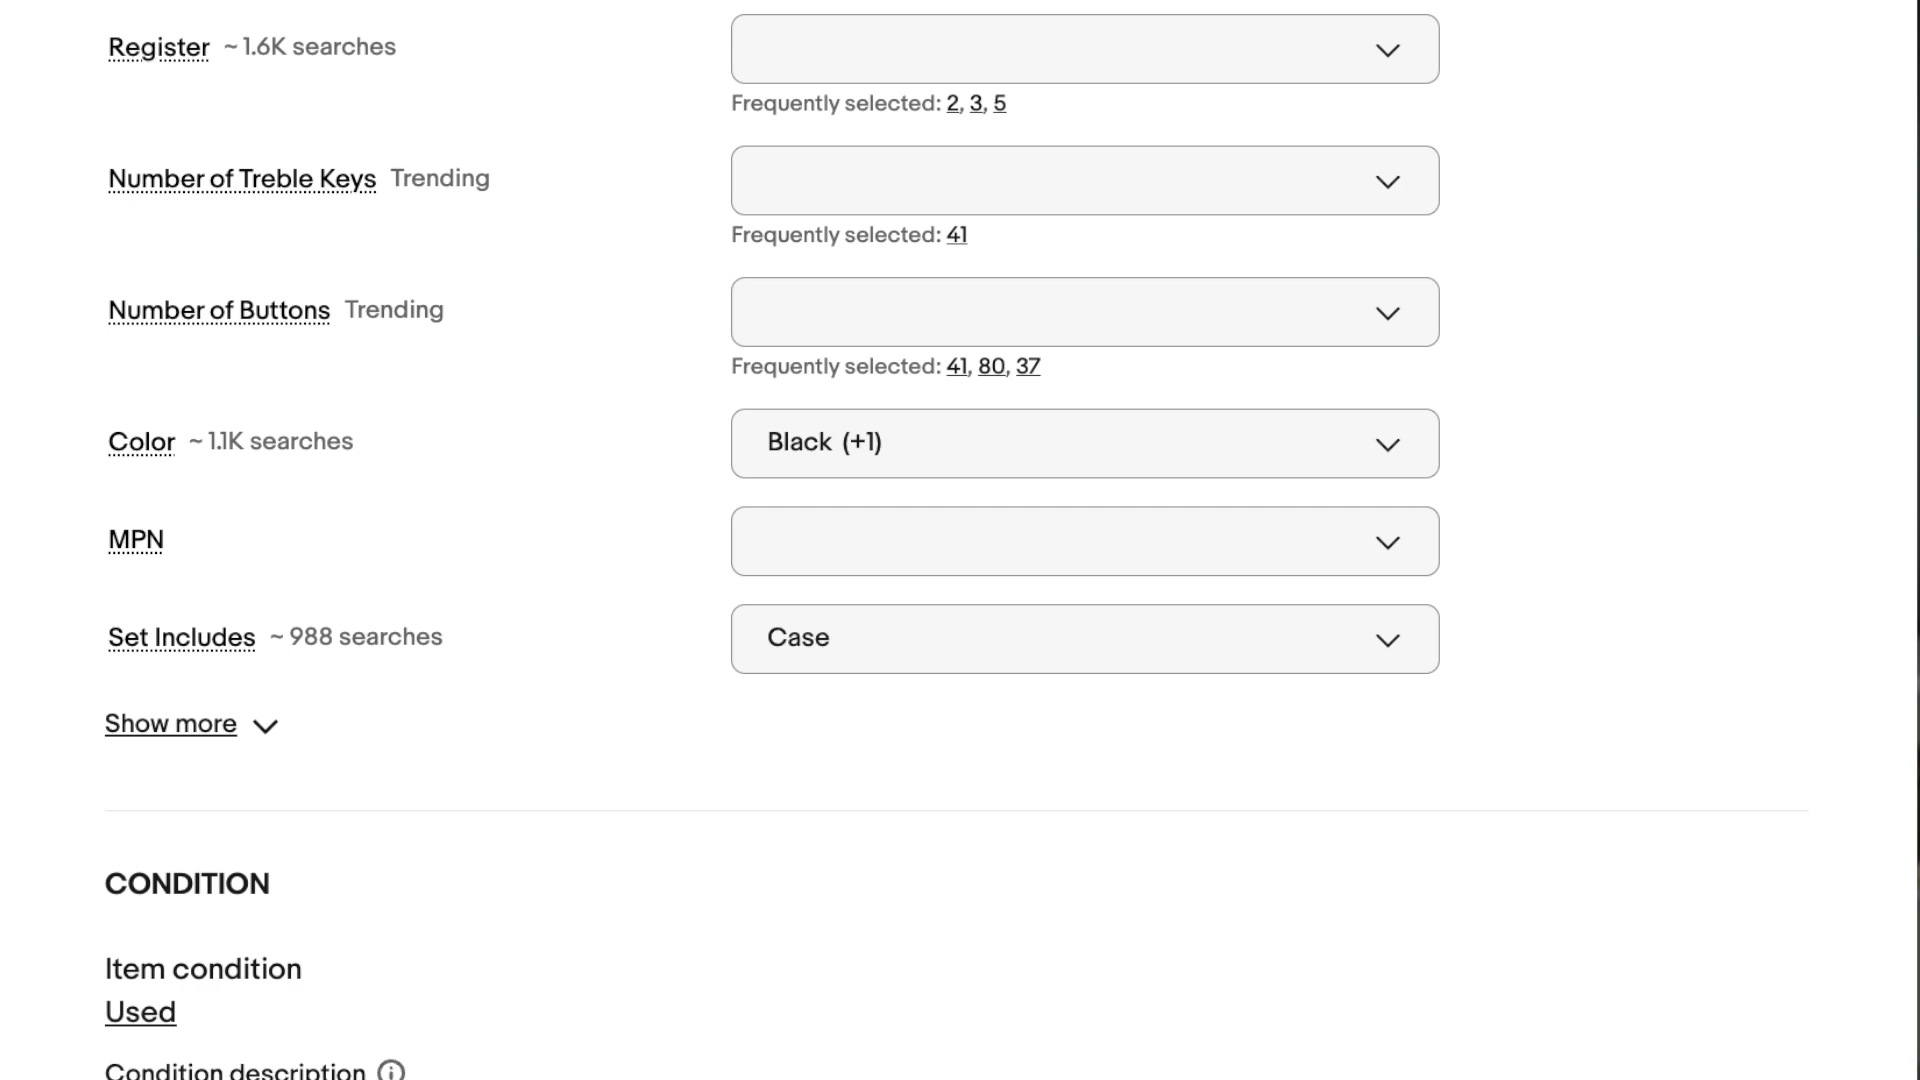 Register ~ 1.6K searches
Frequently selected: 2, 3, 5
Number of Treble Keys Trending
Frequently selected: 41
Number of Buttons Trending
Frequently selected: 41, 80, 37
Color ~ 1.1K searches Black (+1)
MPN
Set Includes ~ 988 searches Case
Show more
CONDITION
Item condition
Used
Condition description